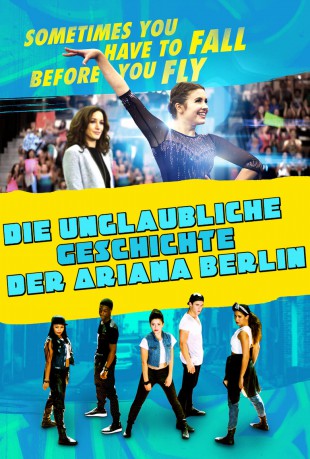 SOMETIMES YOU
HAVE TO FALL
BEFORE YOU FLY
DIE UNGLAUBLICHE
GESCHICHTE
DER ARIANA BERLIN